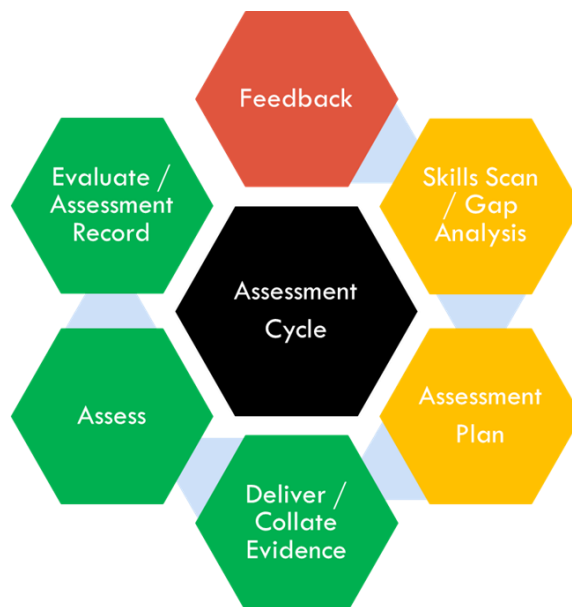 Feedback
Skills Scan
/ Gap
Analysis
Assessment
Plan
Deliver /
Collate
Evidence
Assess
Evaluate /
Assessment
Record
Assessment
Cycle